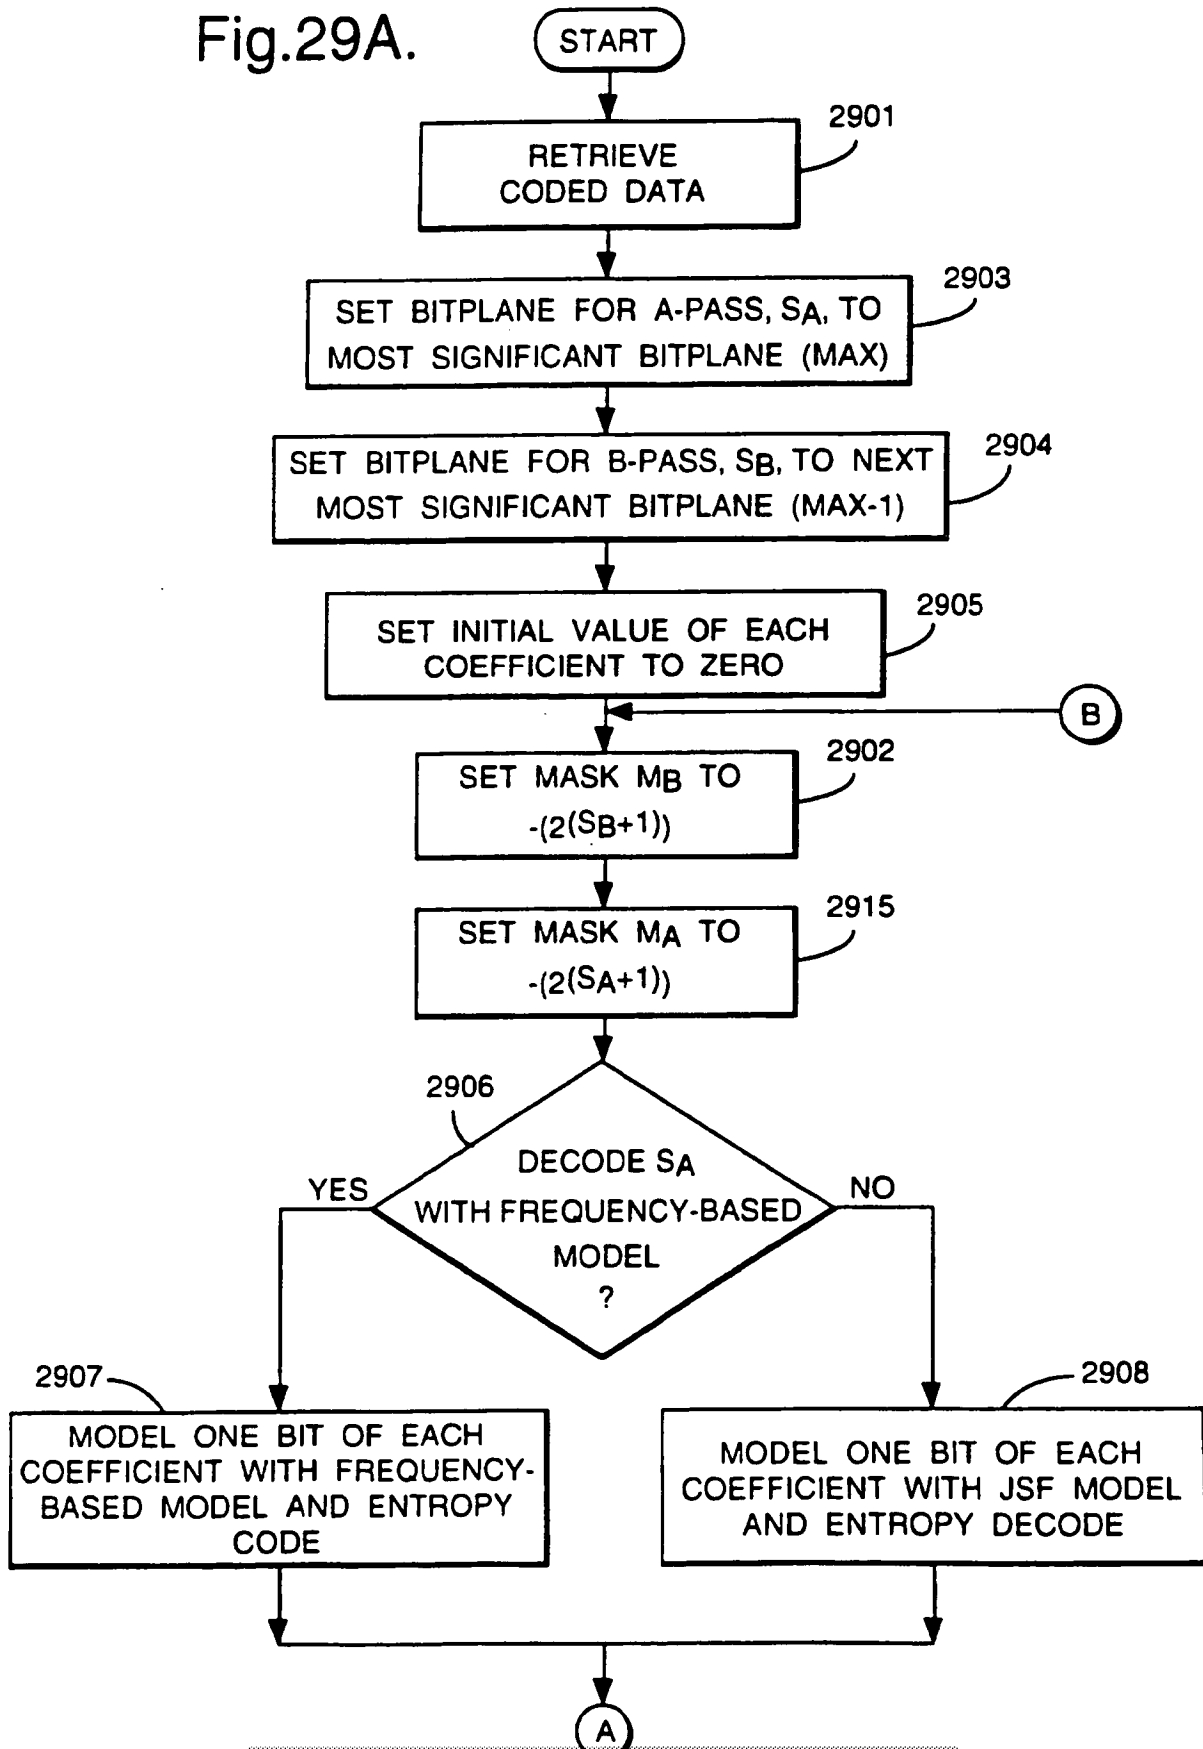 Fig.29A.
START
2901
RETRIEVE
CODED DATA
2903
SET BITPLANE FOR A-PASS, SA, TO
MOST SIGNIFICANT BITPLANE (MAX)
2904
SET BITPLANE FOR B-PASS, SB, TO NEXT
MOST SIGNIFICANT BITPLANE (MAX-1)
2905
SET INITIAL VALUE OF EACH
COEFFICIENT TO ZERO
B
2902
SET MASK MB TO
-(2(SB+1))
2915
SET MASK MA TO
-(2(SA+1))
2906
DECODE SA
WITH FREQUENCY-BASED
MODEL
?
YES
NO
2907
MODEL ONE BIT OF EACH
COEFFICIENT WITH FREQUENCY-
BASED MODEL AND ENTROPY
CODE
2908
MODEL ONE BIT OF EACH
COEFFICIENT WITH JSF MODEL
AND ENTROPY DECODE
A